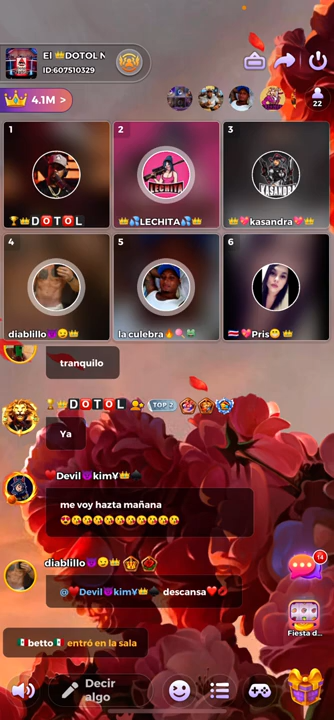 El 👑DOTOL N
ID:607510329
4.1M >
22
1
2
3
LECHITA
KASANDRA
🏆👑🅳🅾🆃🅾🅻
👑💦LECHITA💦👑
👑💖kasandra💖👑
4
5
6
diablillo😈😏👑
la culebra🔥🍭🐸
🇨🇷❤️Pris😬👑
tranquilo
🏆👑🅳🅾🆃🅾🅻 TOP 2
Ya
❤️Devil😈kim¥👑♠️
me voy hazta mañana
😍😘😘😘😘😘😘😘😘😘😘
diablillo😈😏👑
@❤️Devil😈kim¥👑♠️ descansa❤️
14
Fiesta d...
🇲🇽betto🇲🇽 entró en la sala
Decir
algo